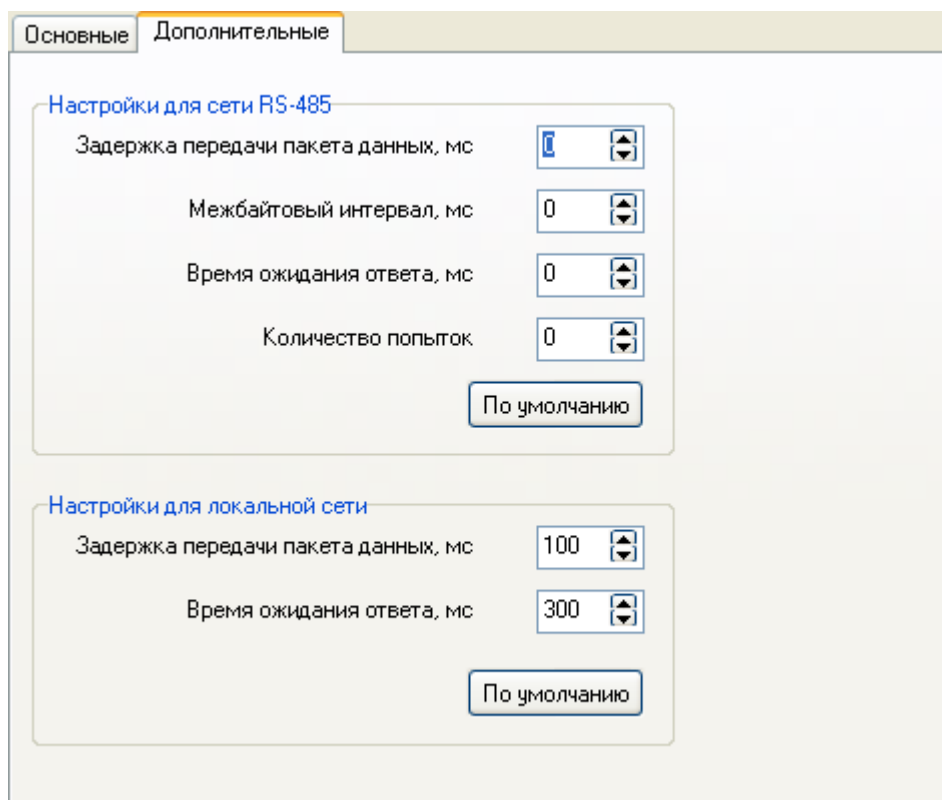 Основные Дополнительные
Настройки для сети RS-485
Задержка передачи пакета данных, мс 0
Межбайтовый интервал, мс 0
Время ожидания ответа, мс 0
Количество попыток 0
По умолчанию
Настройки для локальной сети
Задержка передачи пакета данных, мс 100
Время ожидания ответа, мс 300
По умолчанию